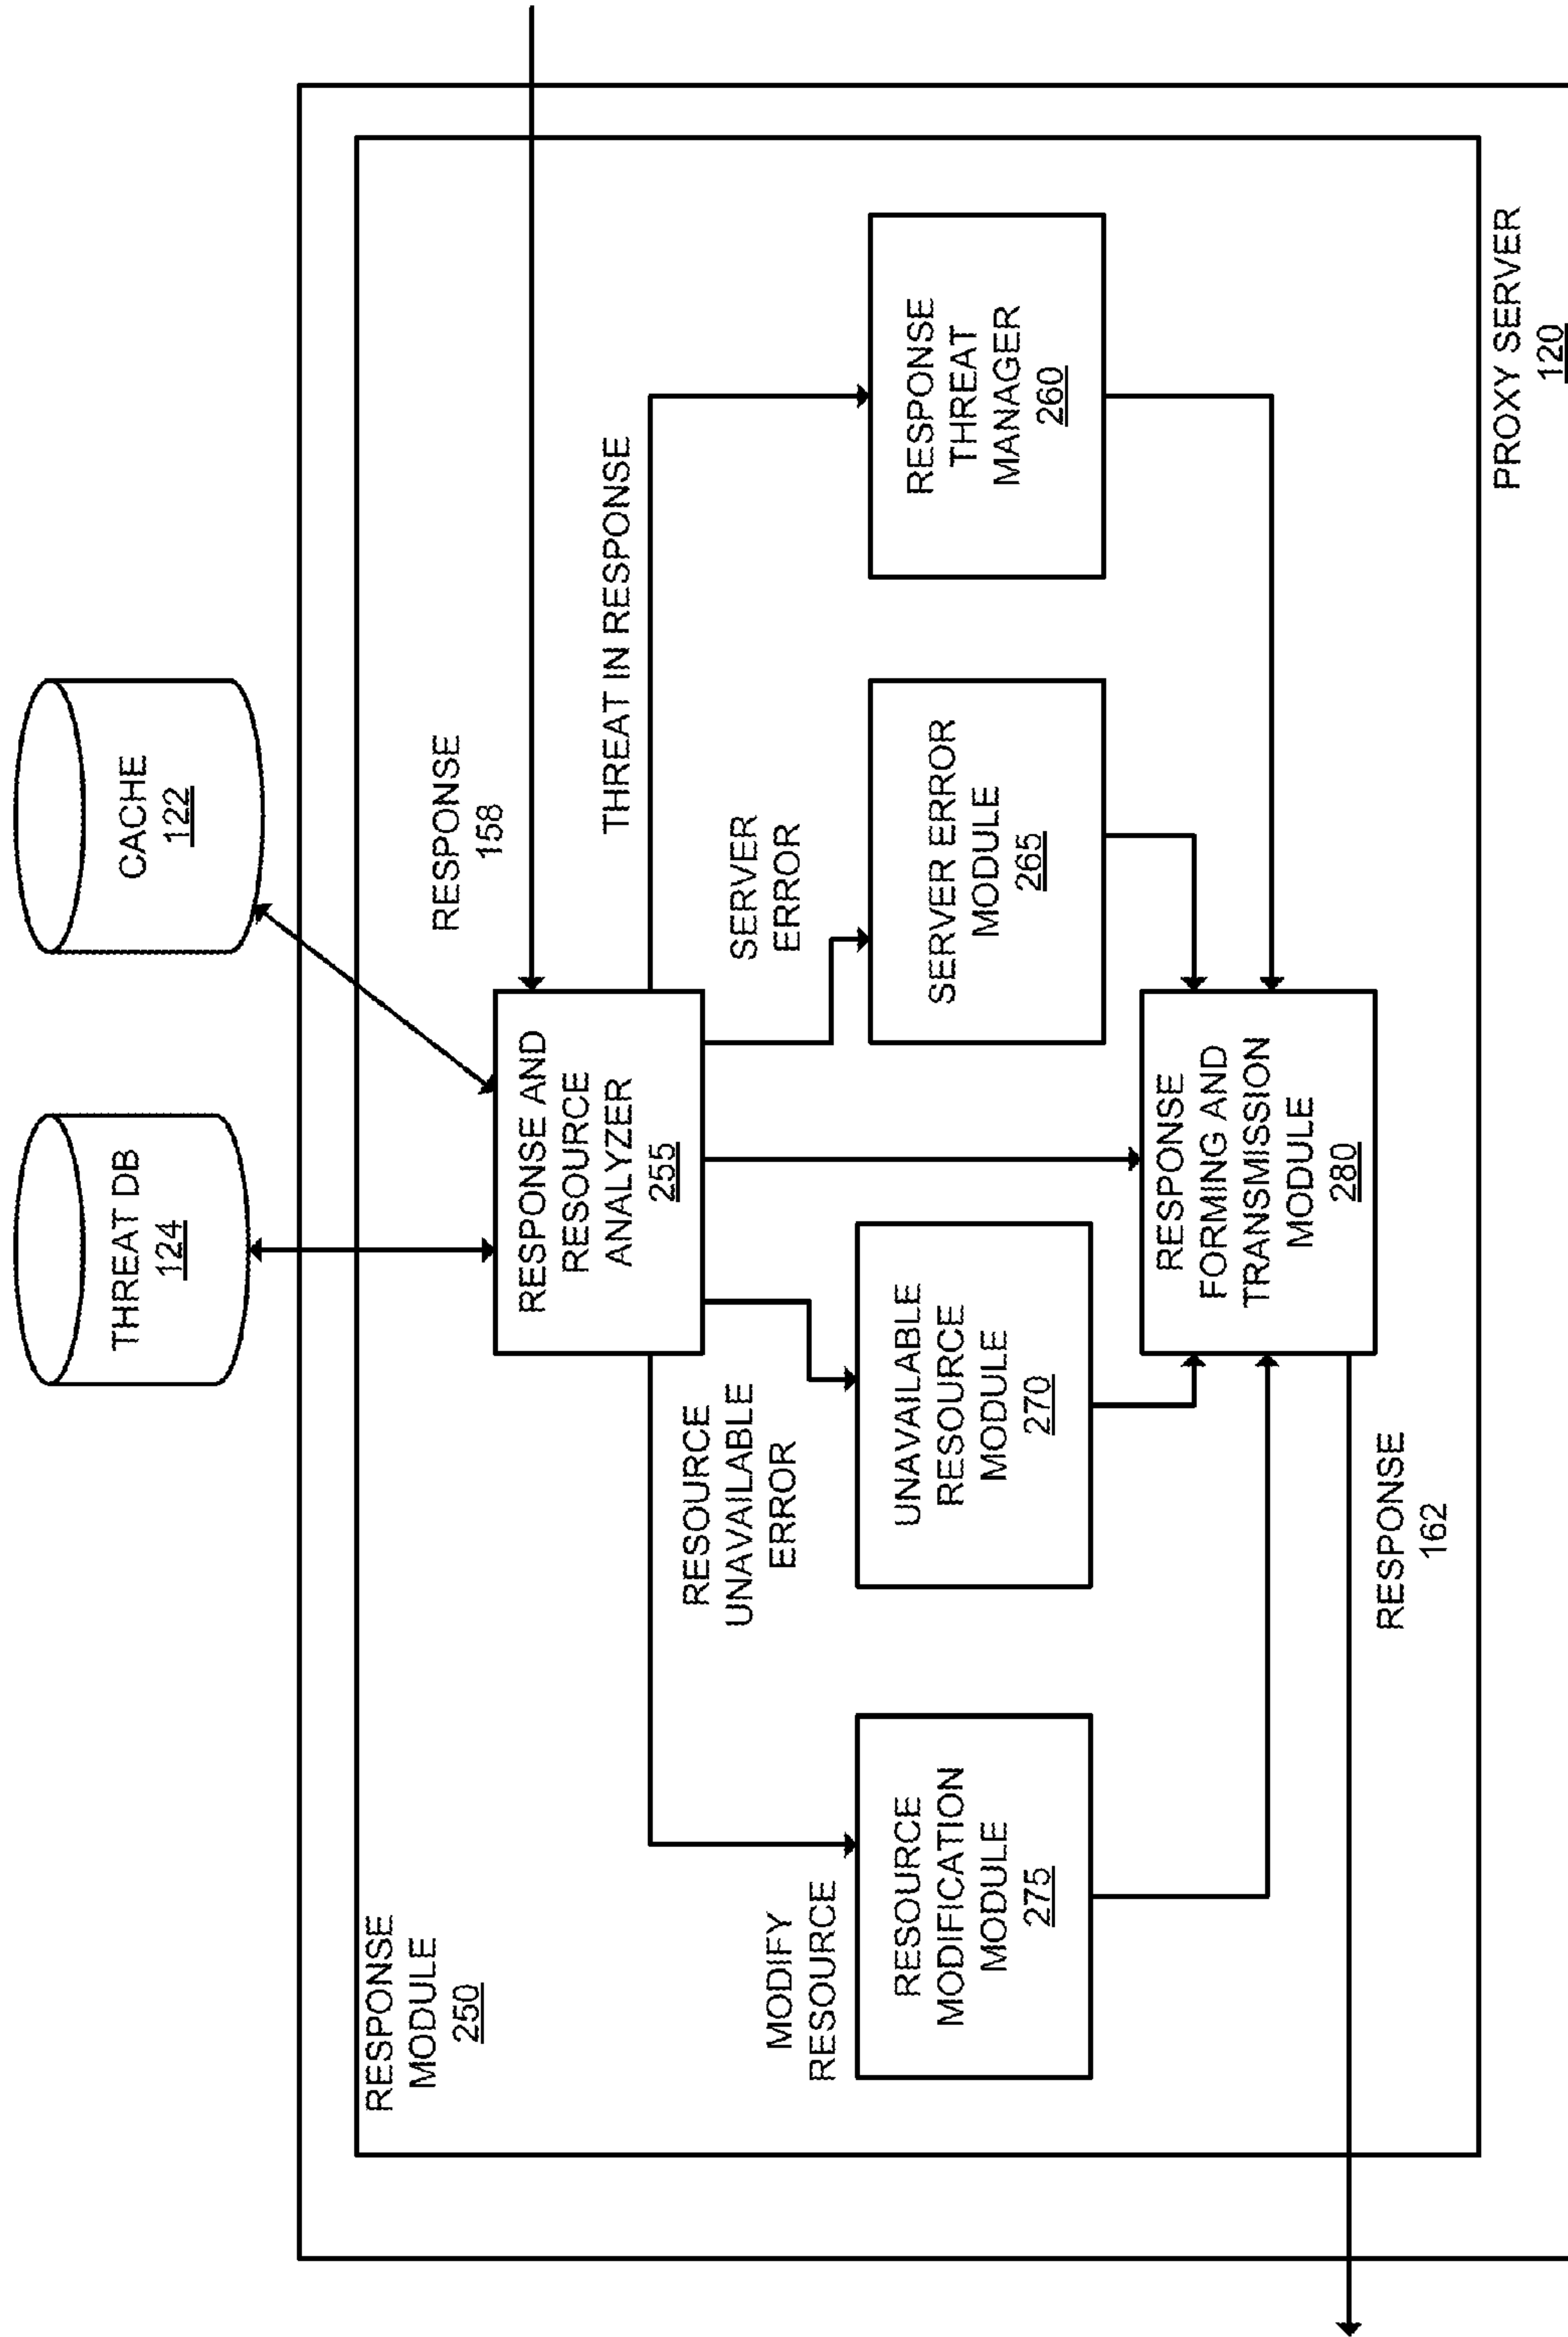 THREAT DB
124
CACHE
122
RESPONSE
MODULE
250
RESPONSE
158
RESPONSE AND
RESOURCE
ANALYZER
255
THREAT IN RESPONSE
SERVER
ERROR
RESOURCE
UNAVAILABLE
ERROR
MODIFY
RESOURCE
RESOURCE
MODIFICATION
MODULE
275
UNAVAILABLE
RESOURCE
MODULE
270
SERVER ERROR
MODULE
265
RESPONSE
THREAT
MANAGER
260
RESPONSE
FORMING AND
TRANSMISSION
MODULE
280
RESPONSE
162
PROXY SERVER
120